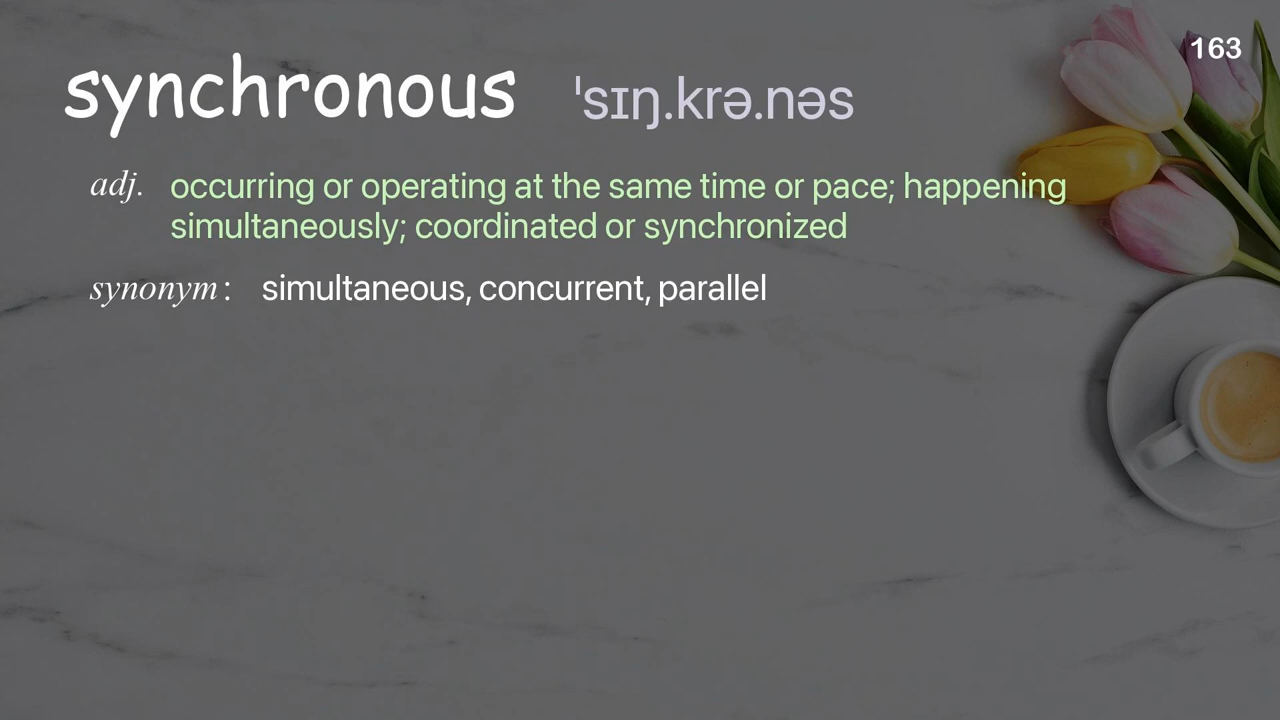 163
synchronous ˈsɪŋ.krə.nəs
adj. occurring or operating at the same time or pace; happening
simultaneously; coordinated or synchronized
synonym: simultaneous, concurrent, parallel